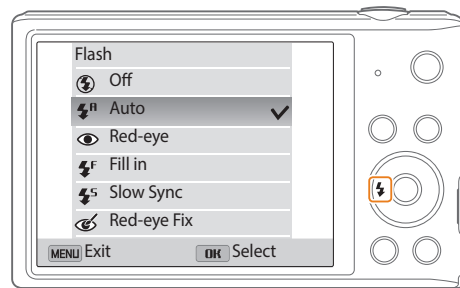 Flash
Off
Auto
Red-eye
Fill in
Slow Sync
Red-eye Fix
MENU Exit OK Select